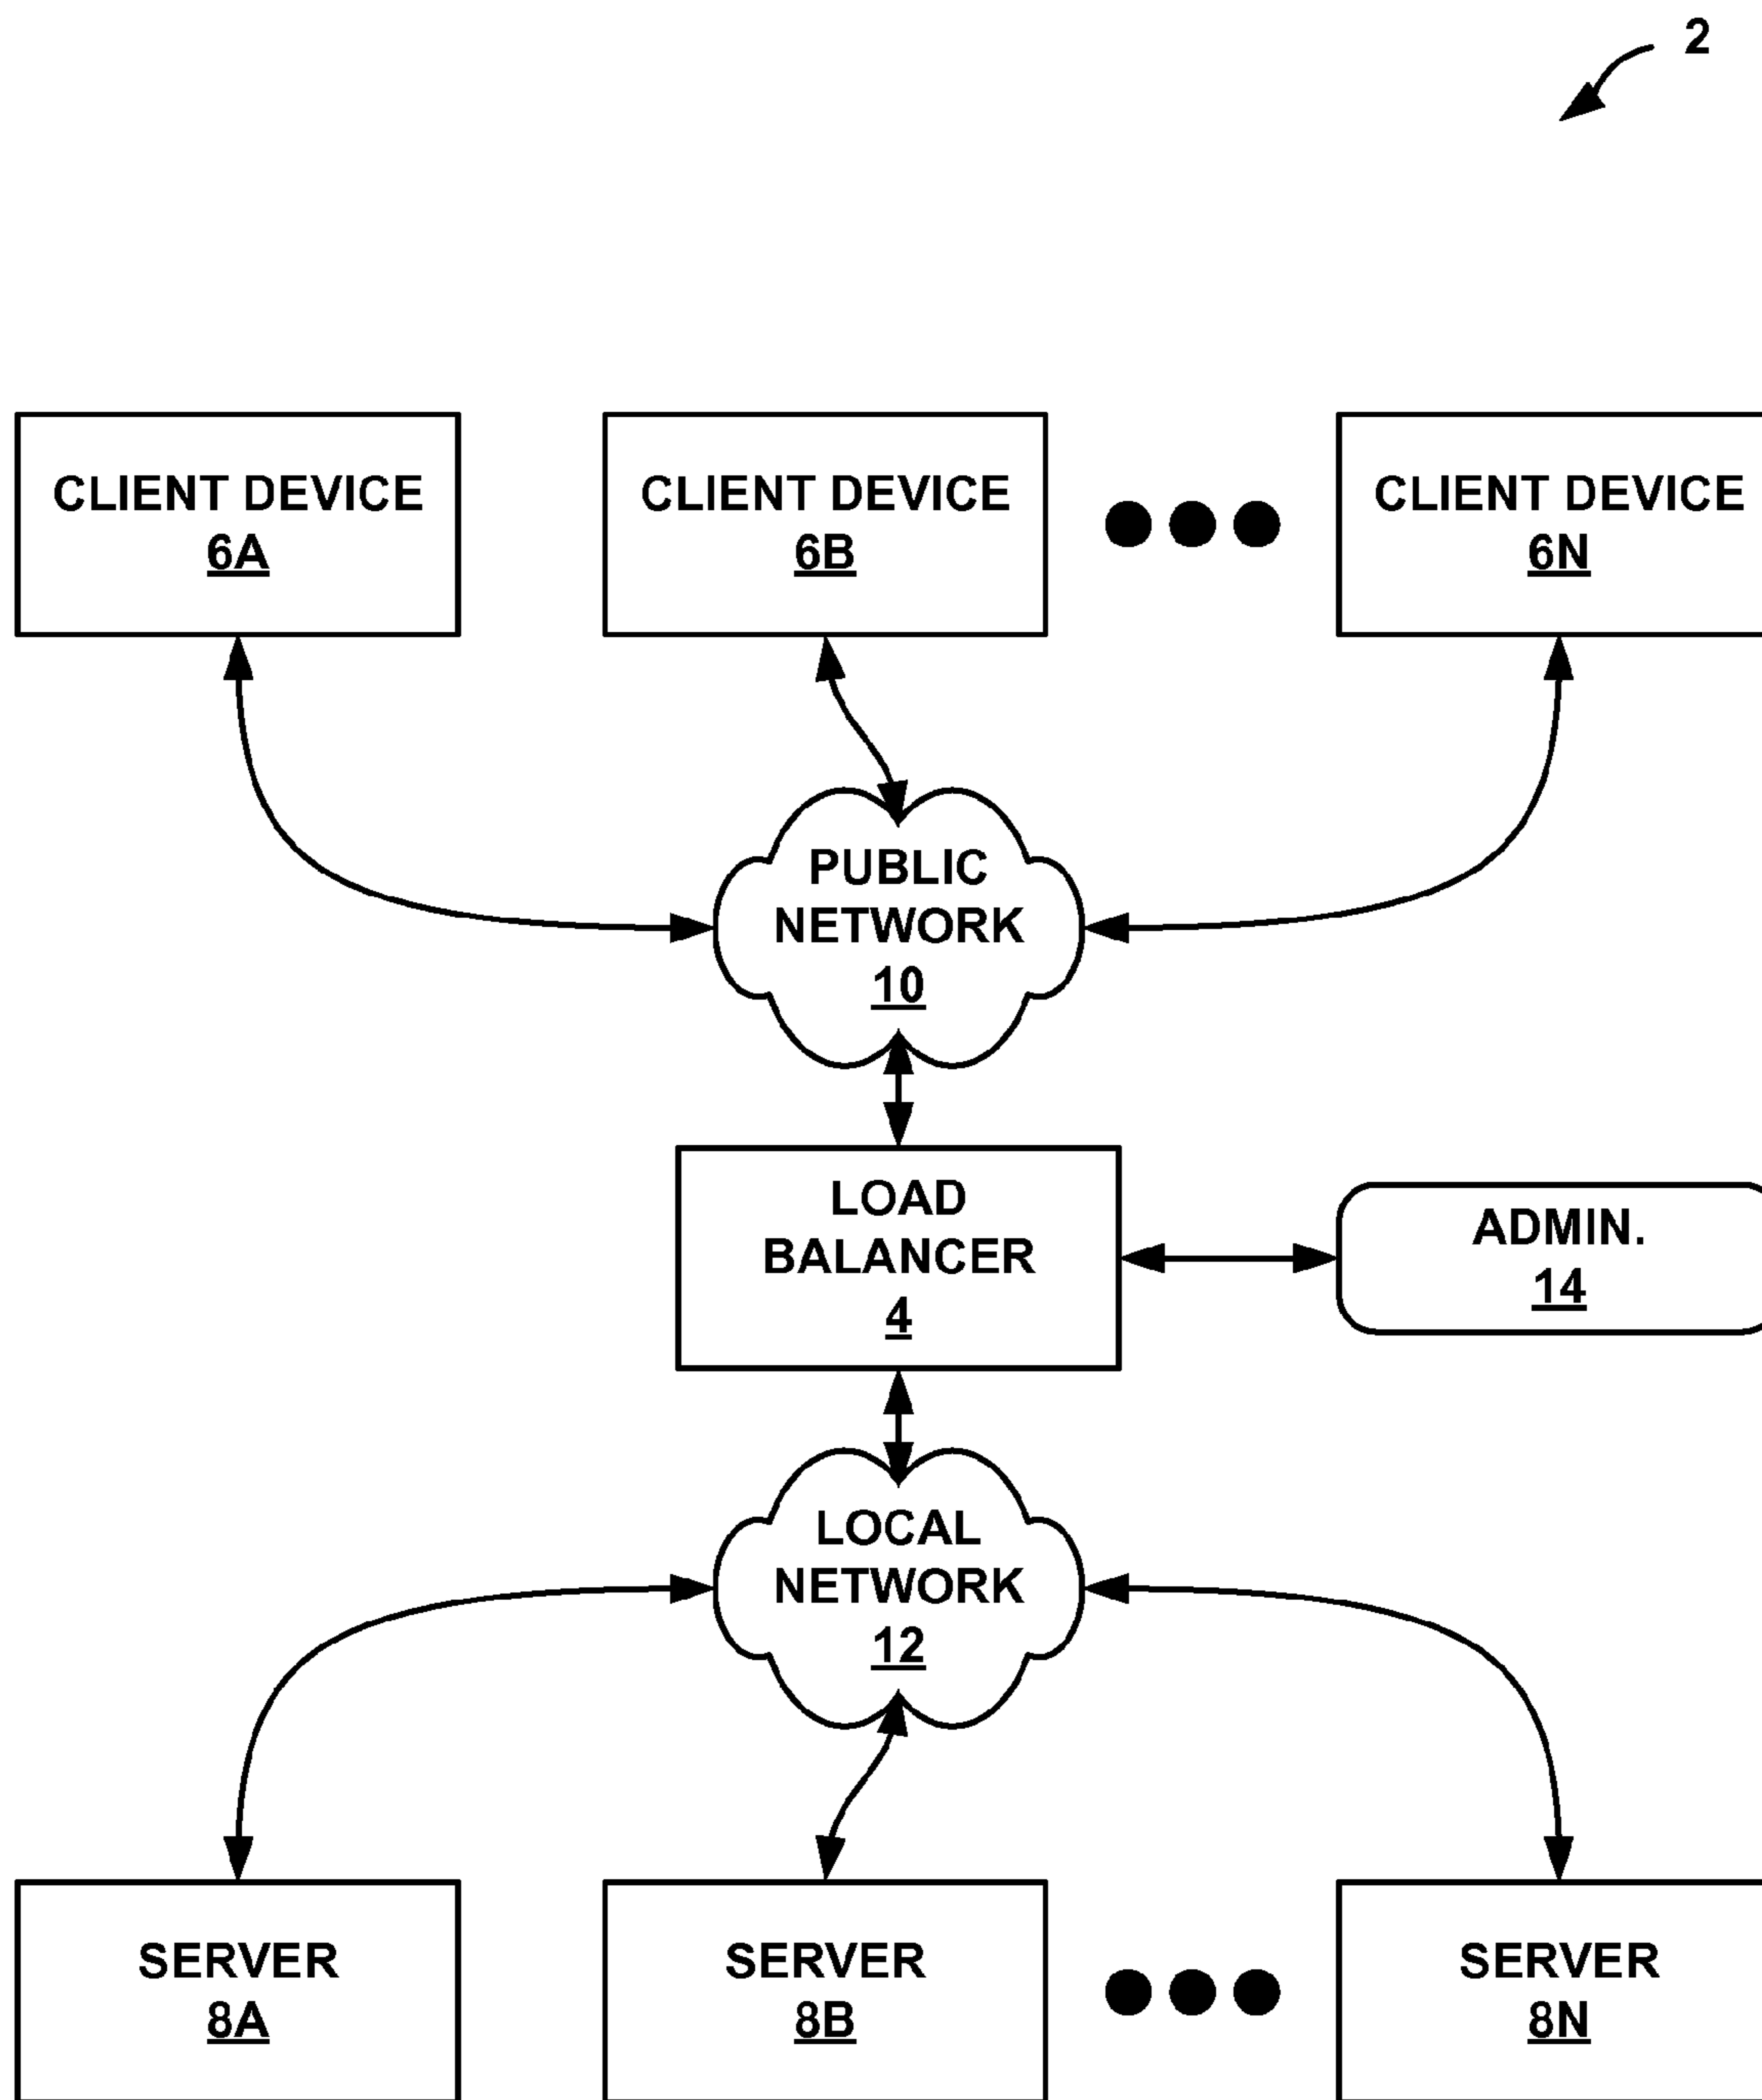 2
CLIENT DEVICE
6A
CLIENT DEVICE
6B
CLIENT DEVICE
6N
PUBLIC
NETWORK
10
LOAD
BALANCER
4
ADMIN.
14
LOCAL
NETWORK
12
SERVER
8A
SERVER
8B
SERVER
8N